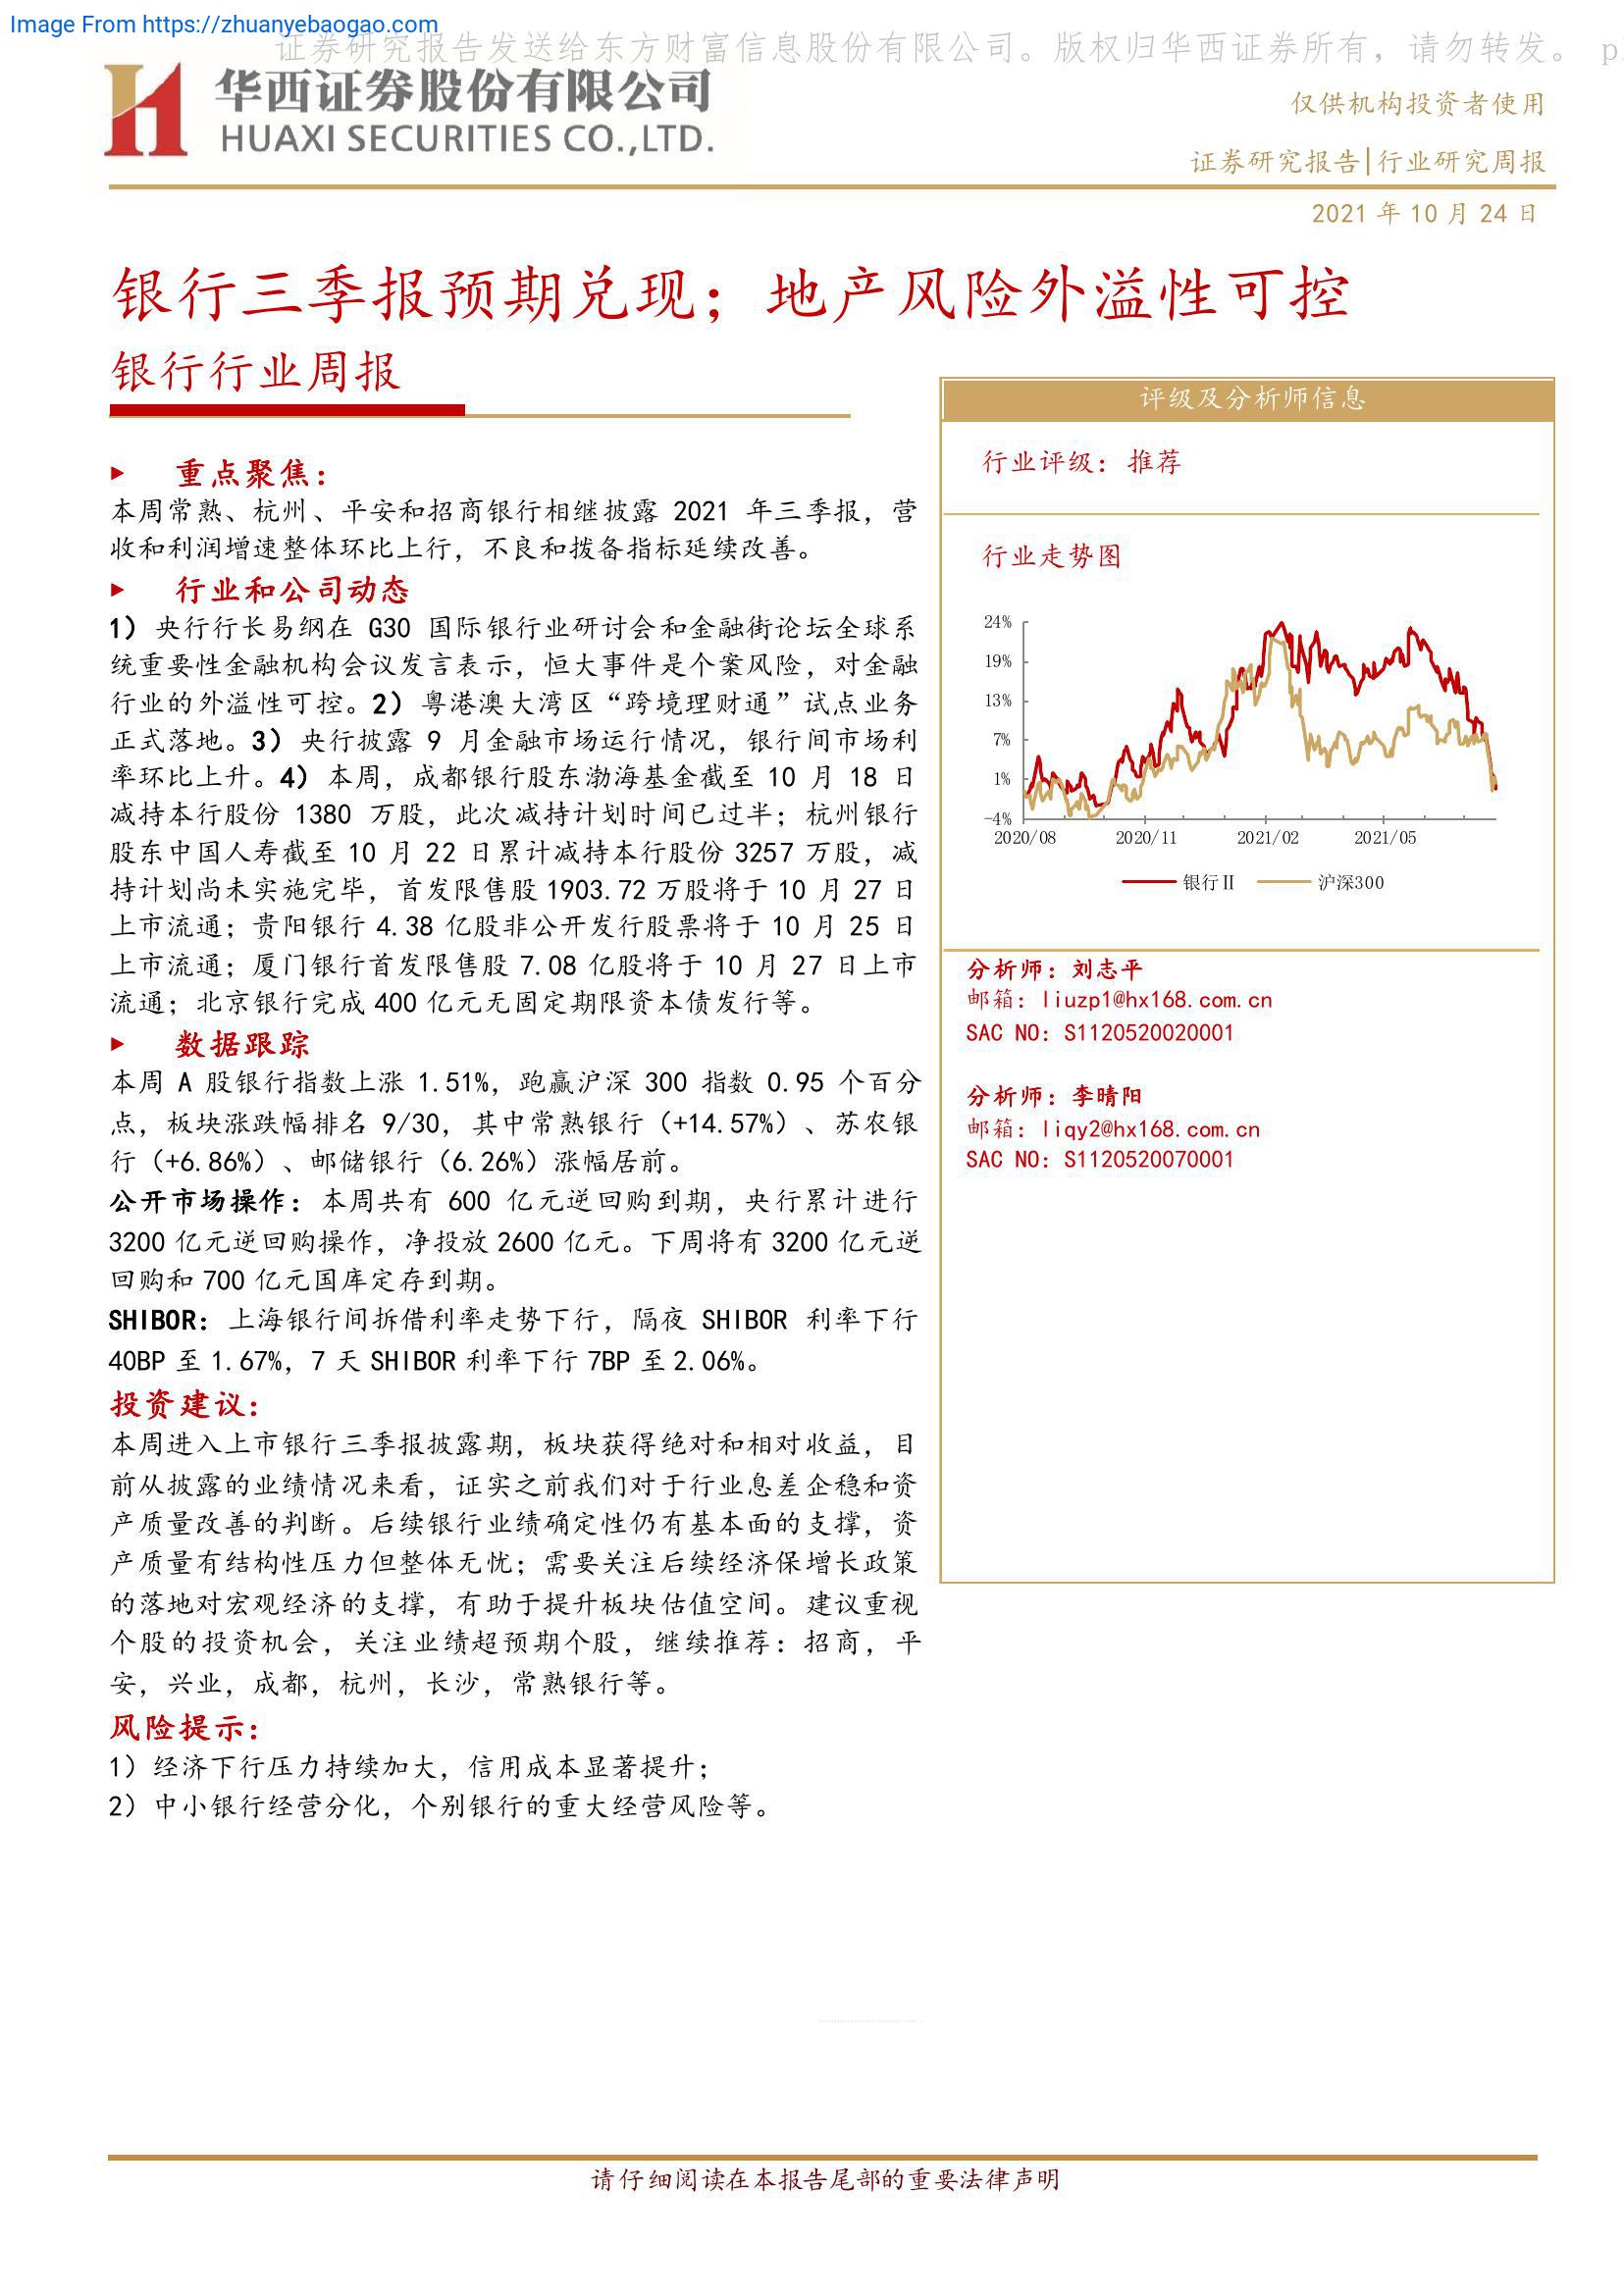 Image From https://zhuanyebaogao.com
证券研究报告发送给东方财富信息股份有限公司。版权归华西证券所有，请勿转发。 p
华西证券股份有限公司
HUAXI SECURITIES CO.,LTD.
仅供机构投资者使用
证券研究报告|行业研究周报
2021 年 10 月 24 日
银行三季报预期兑现；地产风险外溢性可控
银行行业周报
重点聚焦：
本周常熟、杭州、平安和招商银行相继披露 2021 年三季报，营
收和利润增速整体环比上行，不良和拨备指标延续改善。
行业和公司动态
1）央行行长易纲在 G30 国际银行业研讨会和金融街论坛全球系
统重要性金融机构会议发言表示，恒大事件是个案风险，对金融
行业的外溢性可控。2）粤港澳大湾区“跨境理财通”试点业务
正式落地。3）央行披露 9 月金融市场运行情况，银行间市场利
率环比上升。4）本周，成都银行股东渤海基金截至 10 月 18 日
减持本行股份 1380 万股，此次减持计划时间已过半；杭州银行
股东中国人寿截至 10 月 22 日累计减持本行股份 3257 万股，减
持计划尚未实施完毕，首发限售股 1903.72 万股将于 10 月 27 日
上市流通；贵阳银行 4.38 亿股非公开发行股票将于 10 月 25 日
上市流通；厦门银行首发限售股 7.08 亿股将于 10 月 27 日上市
流通；北京银行完成 400 亿元无固定期限资本债发行等。
数据跟踪
本周 A 股银行指数上涨 1.51%，跑赢沪深 300 指数 0.95 个百分
点，板块涨跌幅排名 9/30，其中常熟银行（+14.57%）、苏农银
行（+6.86%）、邮储银行（6.26%）涨幅居前。
公开市场操作：本周共有 600 亿元逆回购到期，央行累计进行
3200 亿元逆回购操作，净投放 2600 亿元。下周将有 3200 亿元逆
回购和 700 亿元国库定存到期。
SHIBOR：上海银行间拆借利率走势下行，隔夜 SHIBOR 利率下行
40BP 至 1.67%，7 天 SHIBOR 利率下行 7BP 至 2.06%。
投资建议：
本周进入上市银行三季报披露期，板块获得绝对和相对收益，目
前从披露的业绩情况来看，证实之前我们对于行业息差企稳和资
产质量改善的判断。后续银行业绩确定性仍有基本面的支撑，资
产质量有结构性压力但整体无忧；需要关注后续经济保增长政策
的落地对宏观经济的支撑，有助于提升板块估值空间。建议重视
个股的投资机会，关注业绩超预期个股，继续推荐：招商，平
安，兴业，成都，杭州，长沙，常熟银行等。
风险提示：
1）经济下行压力持续加大，信用成本显著提升；
2）中小银行经营分化，个别银行的重大经营风险等。
评级及分析师信息
行业评级：推荐
行业走势图
24%
19%
13%
7%
1%
-4%
2020/08 2020/11 2021/02 2021/05
银行Ⅱ 沪深300
分析师：刘志平
邮箱：liuzp1@hx168.com.cn
SAC NO：S1120520020001
分析师：李晴阳
邮箱：liqy2@hx168.com.cn
SAC NO：S1120520070001
请仔细阅读在本报告尾部的重要法律声明